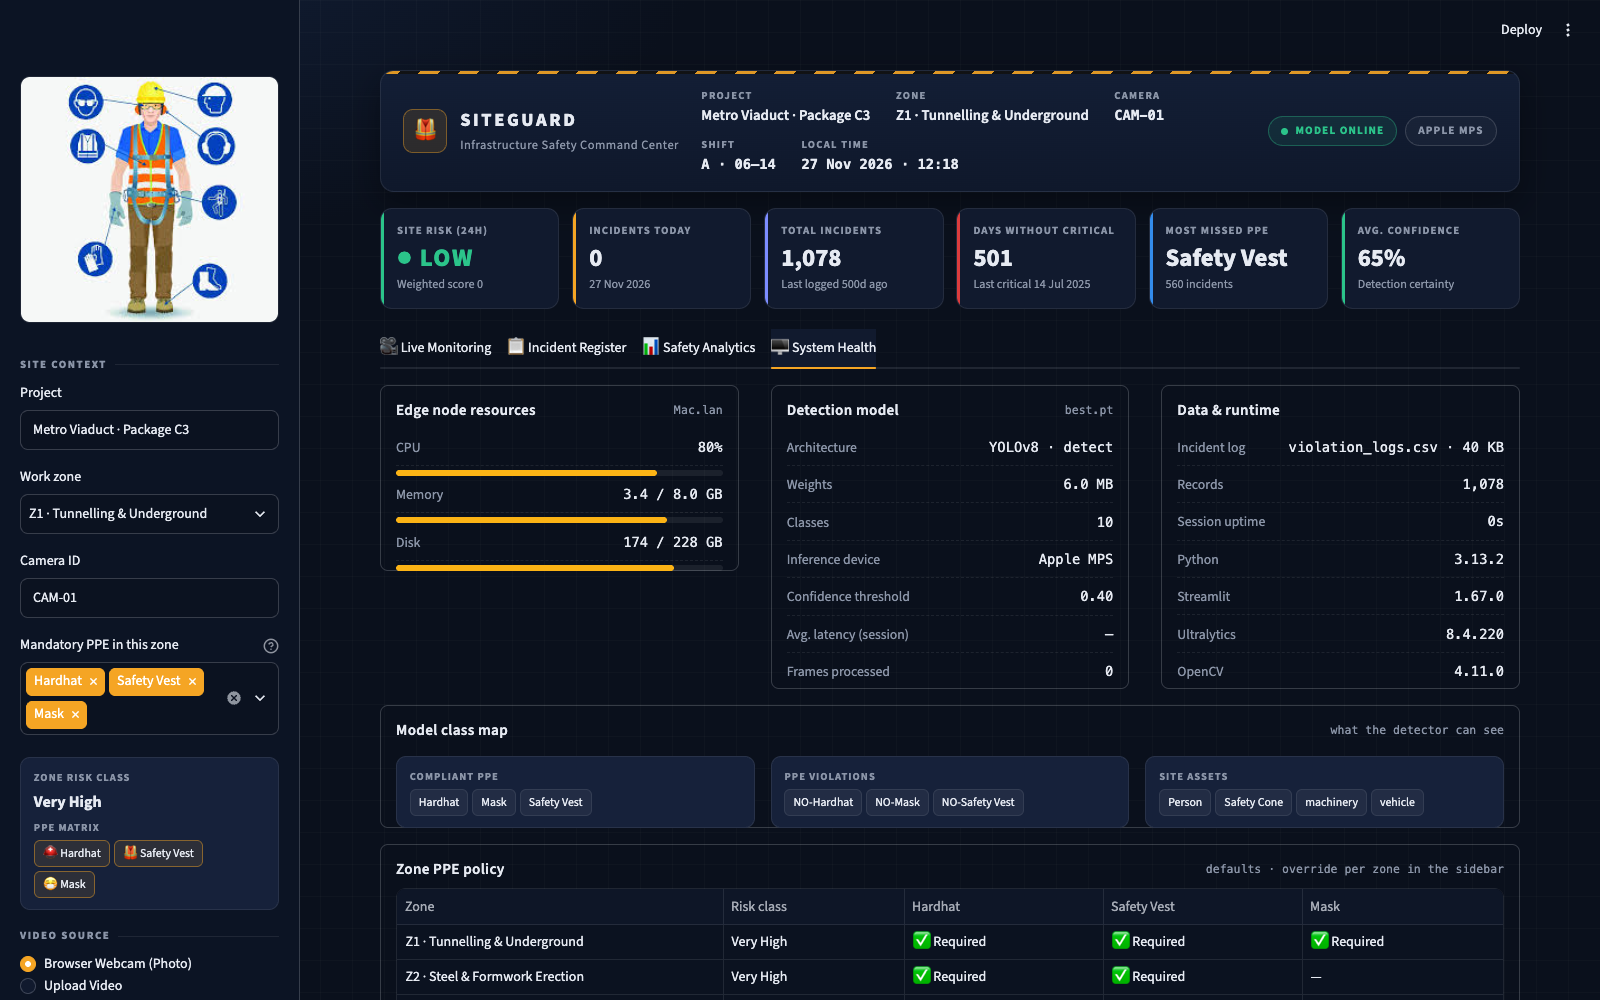 Deploy
SITE CONTEXT
Project
Metro Viaduct · Package C3
Work zone
Z1 · Tunnelling & Underground
Camera ID
CAM-01
Mandatory PPE in this zone
Hardhat × Safety Vest ×
Mask ×
ZONE RISK CLASS
Very High
PPE MATRIX
Hardhat Safety Vest
Mask
VIDEO SOURCE
Browser Webcam (Photo)
Upload Video
SITEGUARD
Infrastructure Safety Command Center
PROJECT ZONE CAMERA
Metro Viaduct · Package C3 Z1 · Tunnelling & Underground CAM-01
SHIFT LOCAL TIME
A · 06–14 27 Nov 2026 · 12:18
MODEL ONLINE APPLE MPS
SITE RISK (24H)
LOW
Weighted score 0
INCIDENTS TODAY
0
27 Nov 2026
TOTAL INCIDENTS
1,078
Last logged 500d ago
DAYS WITHOUT CRITICAL
501
Last critical 14 Jul 2025
MOST MISSED PPE
Safety Vest
560 incidents
AVG. CONFIDENCE
65%
Detection certainty
Live Monitoring Incident Register Safety Analytics System Health
Edge node resources Mac.lan
CPU 80%
Memory 3.4 / 8.0 GB
Disk 174 / 228 GB
Detection model best.pt
Architecture YOLOv8 · detect
Weights 6.0 MB
Classes 10
Inference device Apple MPS
Confidence threshold 0.40
Avg. latency (session) —
Frames processed 0
Data & runtime
Incident log violation_logs.csv · 40 KB
Records 1,078
Session uptime 0s
Python 3.13.2
Streamlit 1.67.0
Ultralytics 8.4.220
OpenCV 4.11.0
Model class map what the detector can see
COMPLIANT PPE
Hardhat Mask Safety Vest
PPE VIOLATIONS
NO-Hardhat NO-Mask NO-Safety Vest
SITE ASSETS
Person Safety Cone machinery vehicle
Zone PPE policy defaults · override per zone in the sidebar
Zone Risk class Hardhat Safety Vest Mask
Z1 · Tunnelling & Underground Very High ✅ Required ✅ Required ✅ Required
Z2 · Steel & Formwork Erection Very High ✅ Required ✅ Required —